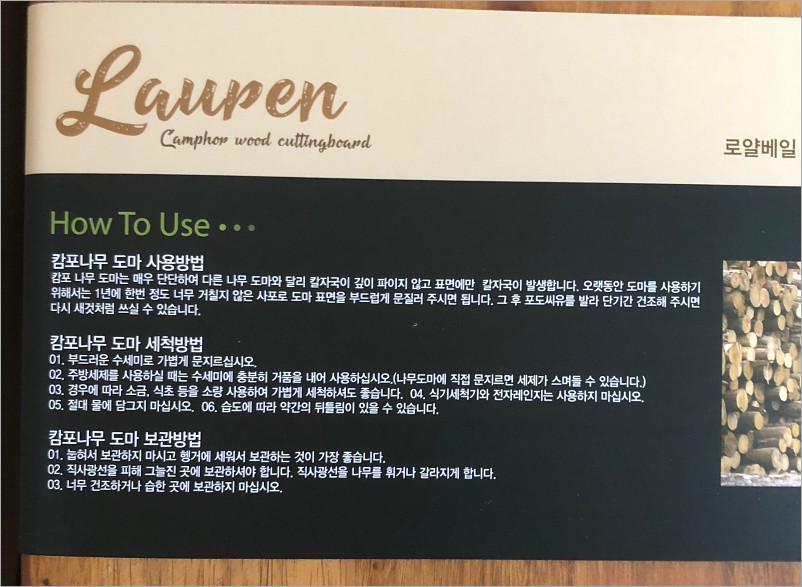 Lauren
Camphor wood cuttingboard
로얄베일
How To Use • • •
캄포나무 도마 사용방법
캄포 나무 도마는 매우 단단하여 다른 나무 도마와 달리 칼자국이 깊이 파이지 않고 표면에만 칼자국이 발생합니다. 오랫동안 도마를 사용하기
위해서는 1년에 한번 정도 너무 거칠지 않은 사포로 도마 표면을 부드럽게 문질러 주시면 됩니다. 그 후 포도씨유를 발라 단기간 건조해 주시면
다시 새것처럼 쓰실 수 있습니다.
캄포나무 도마 세척방법
01. 부드러운 수세미로 가볍게 문지르십시오.
02. 주방세제를 사용하실 때는 수세미에 충분히 거품을 내어 사용하십시오.(나무도마에 직접 문지르면 세제가 스며들 수 있습니다.)
03. 경우에 따라 소금, 식초 등을 소량 사용하여 가볍게 세척하셔도 좋습니다. 04. 식기세척기와 전자레인지는 사용하지 마십시오.
05. 절대 물에 담그지 마십시오. 06. 습도에 따라 약간의 뒤틀림이 있을 수 있습니다.
캄포나무 도마 보관방법
01. 눕혀서 보관하지 마시고 행거에 세워서 보관하는 것이 가장 좋습니다.
02. 직사광선을 피해 그늘진 곳에 보관하셔야 합니다. 직사광선을 나무를 휘거나 갈라지게 합니다.
03. 너무 건조하거나 습한 곳에 보관하지 마십시오.